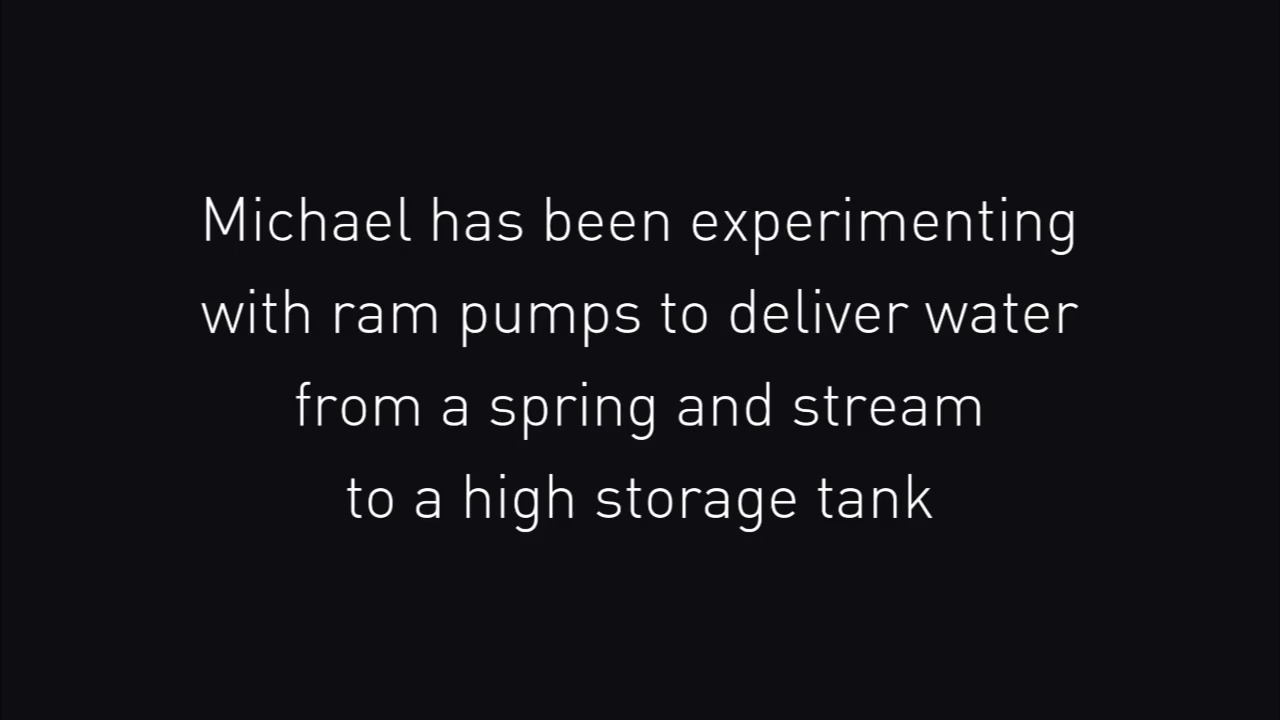 Michael has been experimenting
with ram pumps to deliver water
from a spring and stream
to a high storage tank